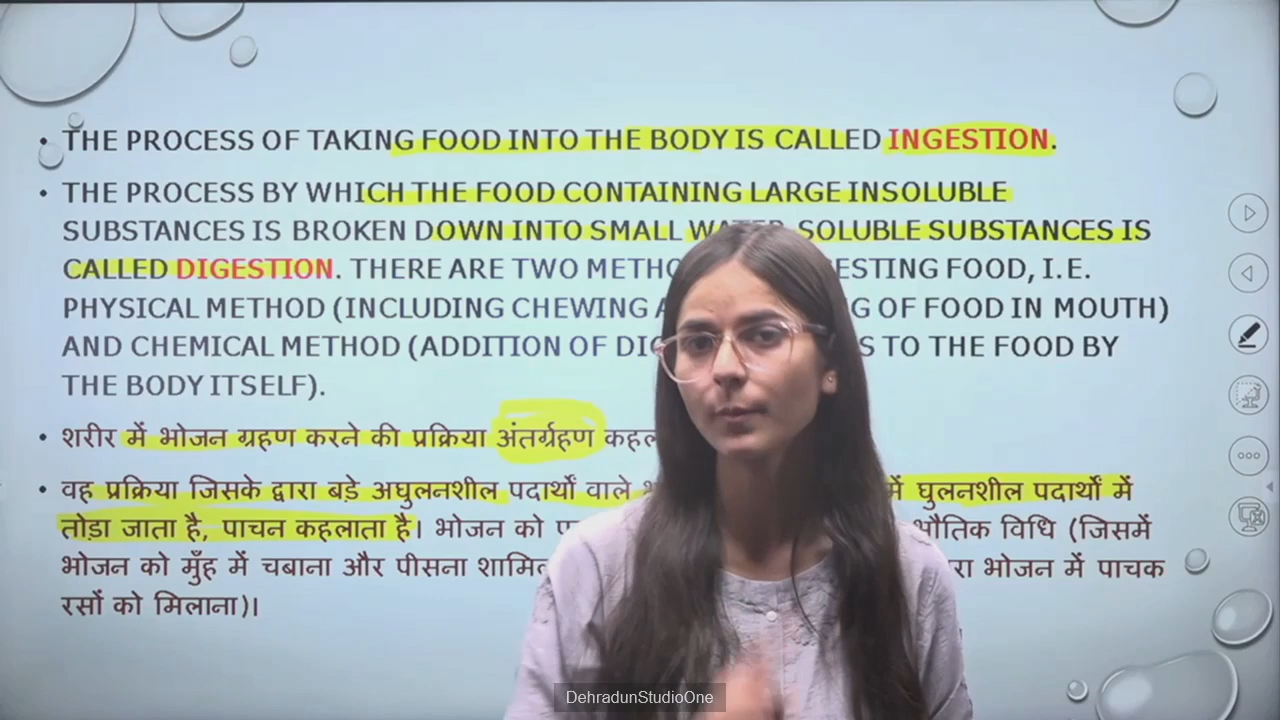 • THE PROCESS OF TAKING FOOD INTO THE BODY IS CALLED INGESTION.
• THE PROCESS BY WHICH THE FOOD CONTAINING LARGE INSOLUBLE
SUBSTANCES IS BROKEN DOWN INTO SMALL WATER SOLUBLE SUBSTANCES IS
CALLED DIGESTION. THERE ARE TWO FOOD, I.E.
PHYSICAL METHOD (INCLUDING CHEWING OF FOOD IN MOUTH)
AND CHEMICAL METHOD (ADDITION OF TO THE FOOD BY
THE BODY ITSELF).
• शरीर में भोजन ग्रहण करने की प्रक्रिया अंतर्ग्रहण
• वह प्रक्रिया जिसके द्वारा बड़े अघुलनशील पदार्थों वाले में घुलनशील पदार्थों में
तोड़ा जाता है, पाचन कहलाता है। भोजन को विधि (जिसमें
भोजन को मुँह में चबाना और पीसना भोजन में पाचक
रसों को मिलाना)।
DehradunStudioOne